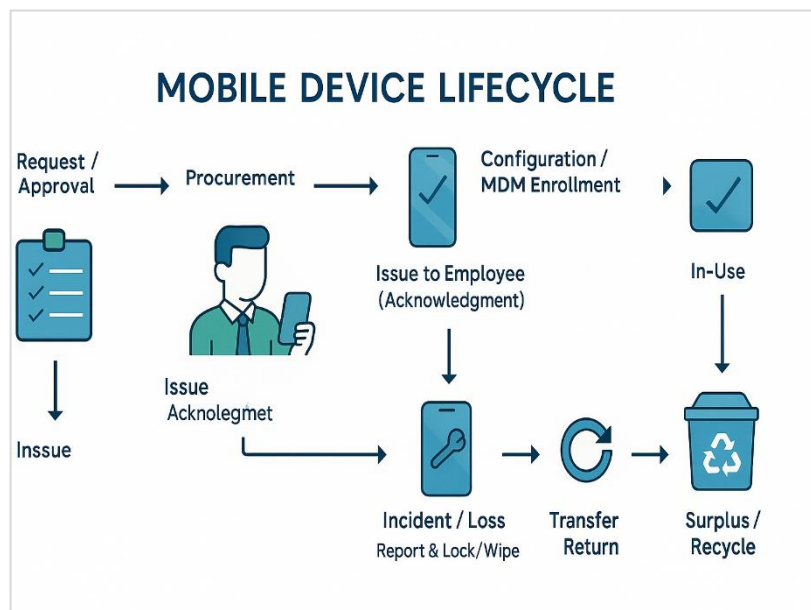 MOBILE DEVICE LIFECYCLE
Request /
Approval
Procurement
Configuration /
MDM Enrollment
Issue to Employee
(Acknowledgment)
In-Use
Issue
Acknolegmet
Inssue
Incident / Loss
Report & Lock/Wipe
Transfer
Return
Surplus /
Recycle